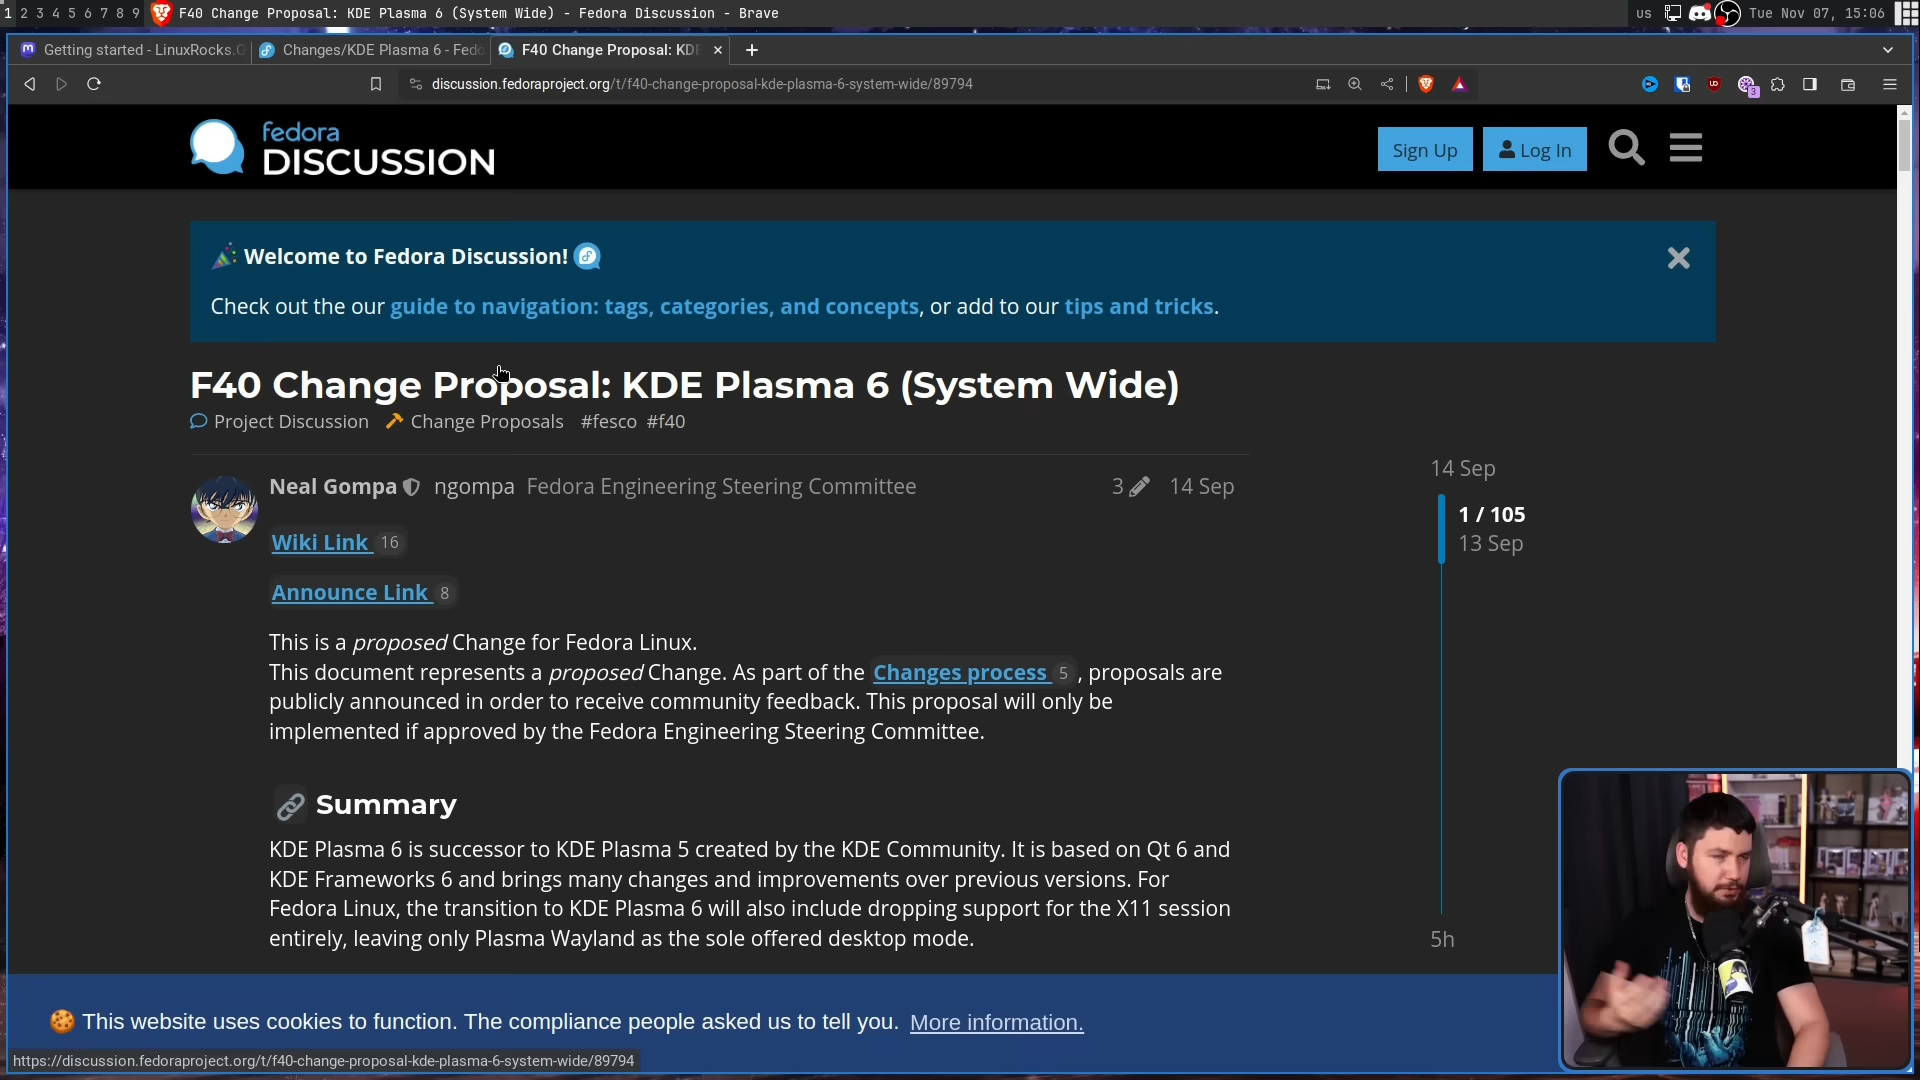 1 2 3 4 5 6 7 8 9 F40 Change Proposal: KDE Plasma 6 (System Wide) - Fedora Discussion - Brave us Tue Nov 07, 15:06
Getting started - LinuxRocks.O Changes/KDE Plasma 6 - Fedo F40 Change Proposal: KDE
discussion.fedoraproject.org/t/f40-change-proposal-kde-plasma-6-system-wide/89794 3
fedora
DISCUSSION
Sign Up Log In
Welcome to Fedora Discussion!
Check out the our guide to navigation: tags, categories, and concepts, or add to our tips and tricks.
F40 Change Proposal: KDE Plasma 6 (System Wide)
Project Discussion Change Proposals #fesco #f40
Neal Gompa ngompa Fedora Engineering Steering Committee 3 14 Sep
14 Sep
1 / 105
13 Sep
Wiki Link 16
Announce Link 8
This is a proposed Change for Fedora Linux.
This document represents a proposed Change. As part of the Changes process 5 , proposals are
publicly announced in order to receive community feedback. This proposal will only be
implemented if approved by the Fedora Engineering Steering Committee.
Summary
KDE Plasma 6 is successor to KDE Plasma 5 created by the KDE Community. It is based on Qt 6 and
KDE Frameworks 6 and brings many changes and improvements over previous versions. For
Fedora Linux, the transition to KDE Plasma 6 will also include dropping support for the X11 session
entirely, leaving only Plasma Wayland as the sole offered desktop mode.
5h
This website uses cookies to function. The compliance people asked us to tell you. More information.
https://discussion.fedoraproject.org/t/f40-change-proposal-kde-plasma-6-system-wide/89794